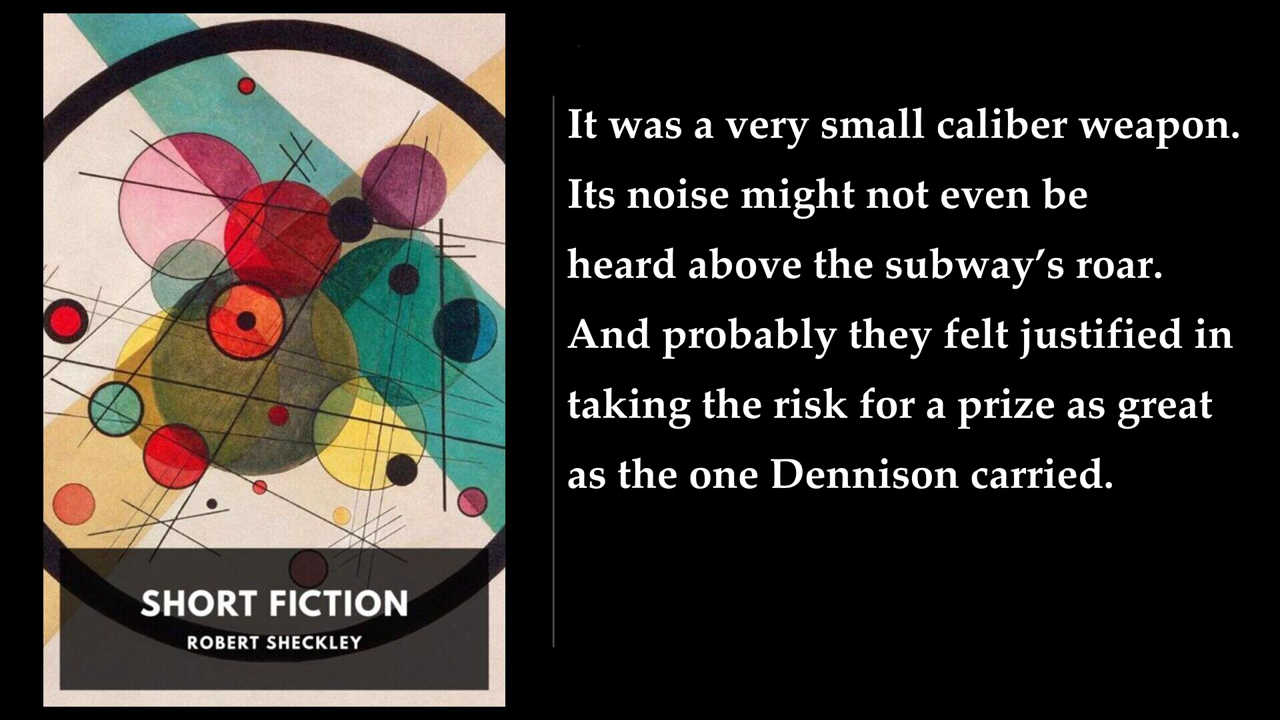 SHORT FICTION
ROBERT SHECKLEY
It was a very small caliber weapon.
Its noise might not even be
heard above the subway’s roar.
And probably they felt justified in
taking the risk for a prize as great
as the one Dennison carried.